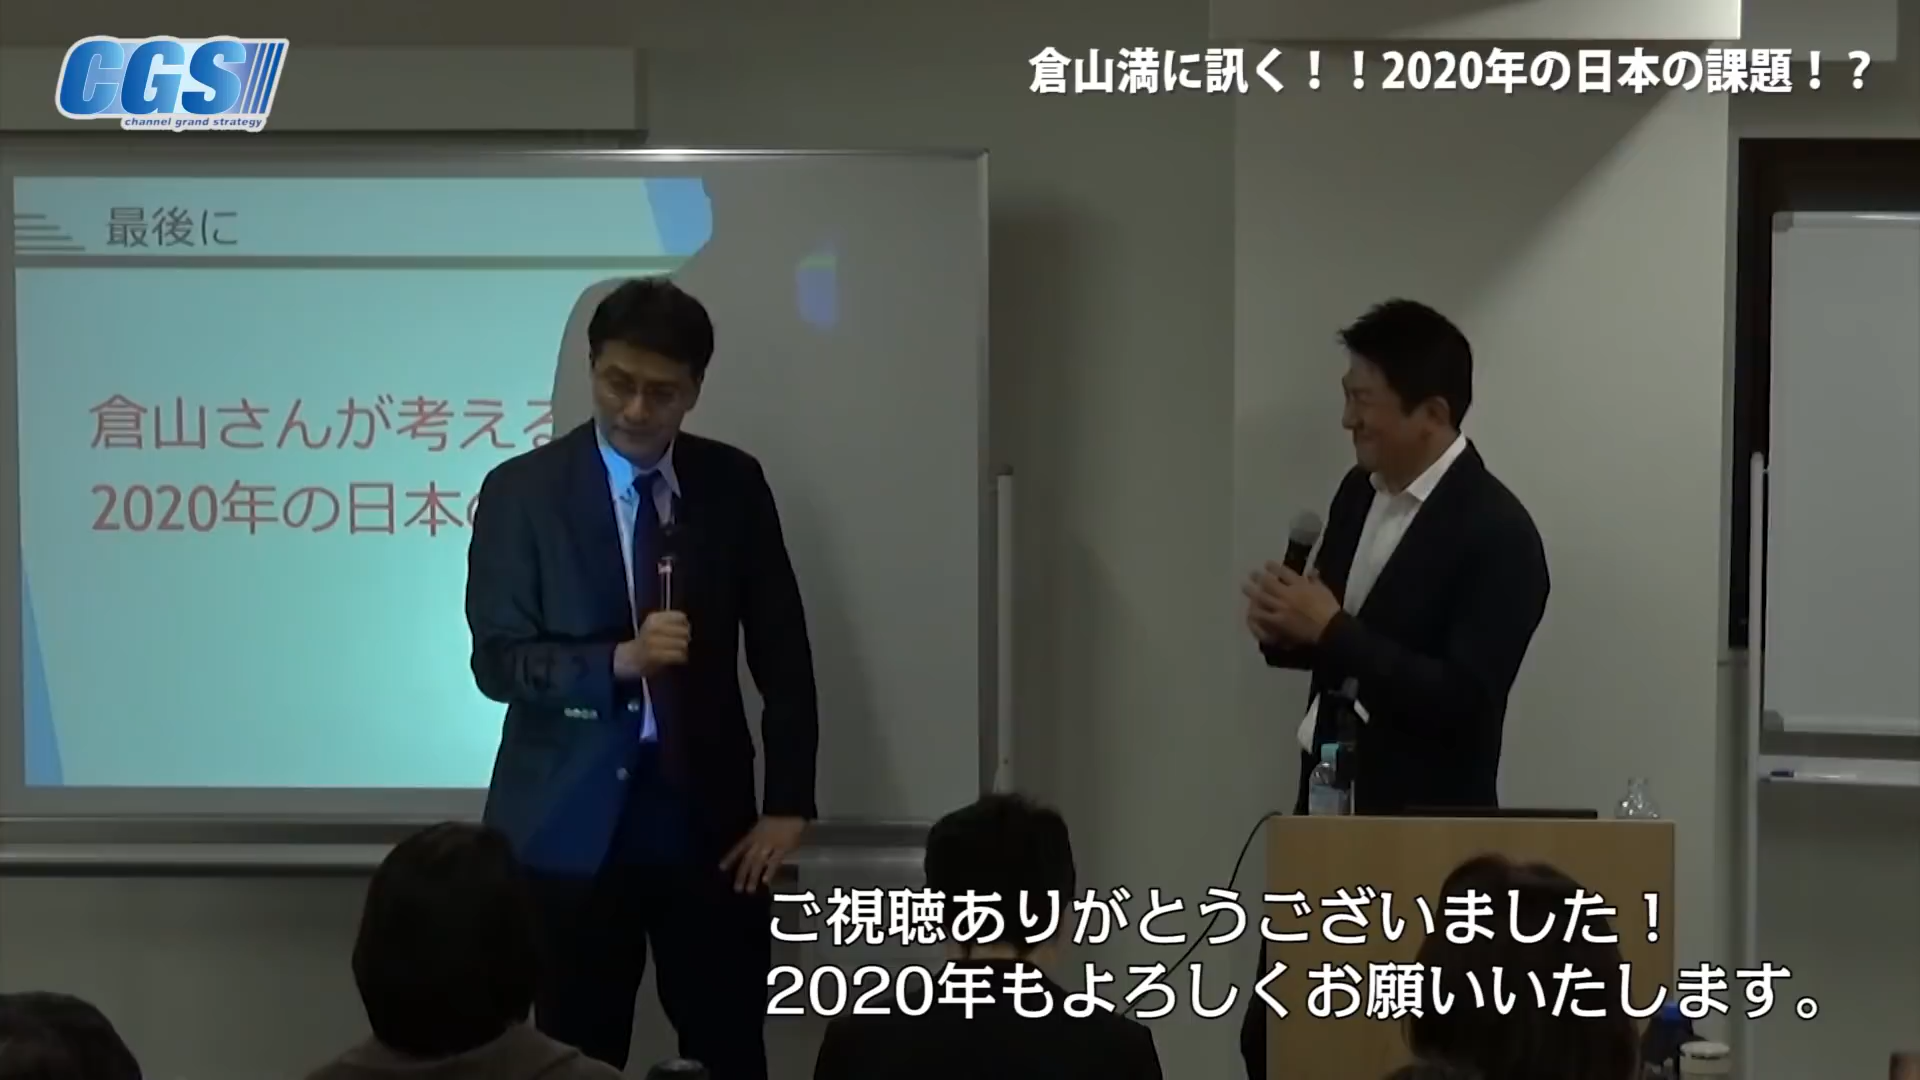 CGS
channel grand strategy
倉山満に訊く！！2020年の日本の課題！？
最後に
倉山さんが考える
2020年の日本の
ご視聴ありがとうございました！
2020年もよろしくお願いいたします。